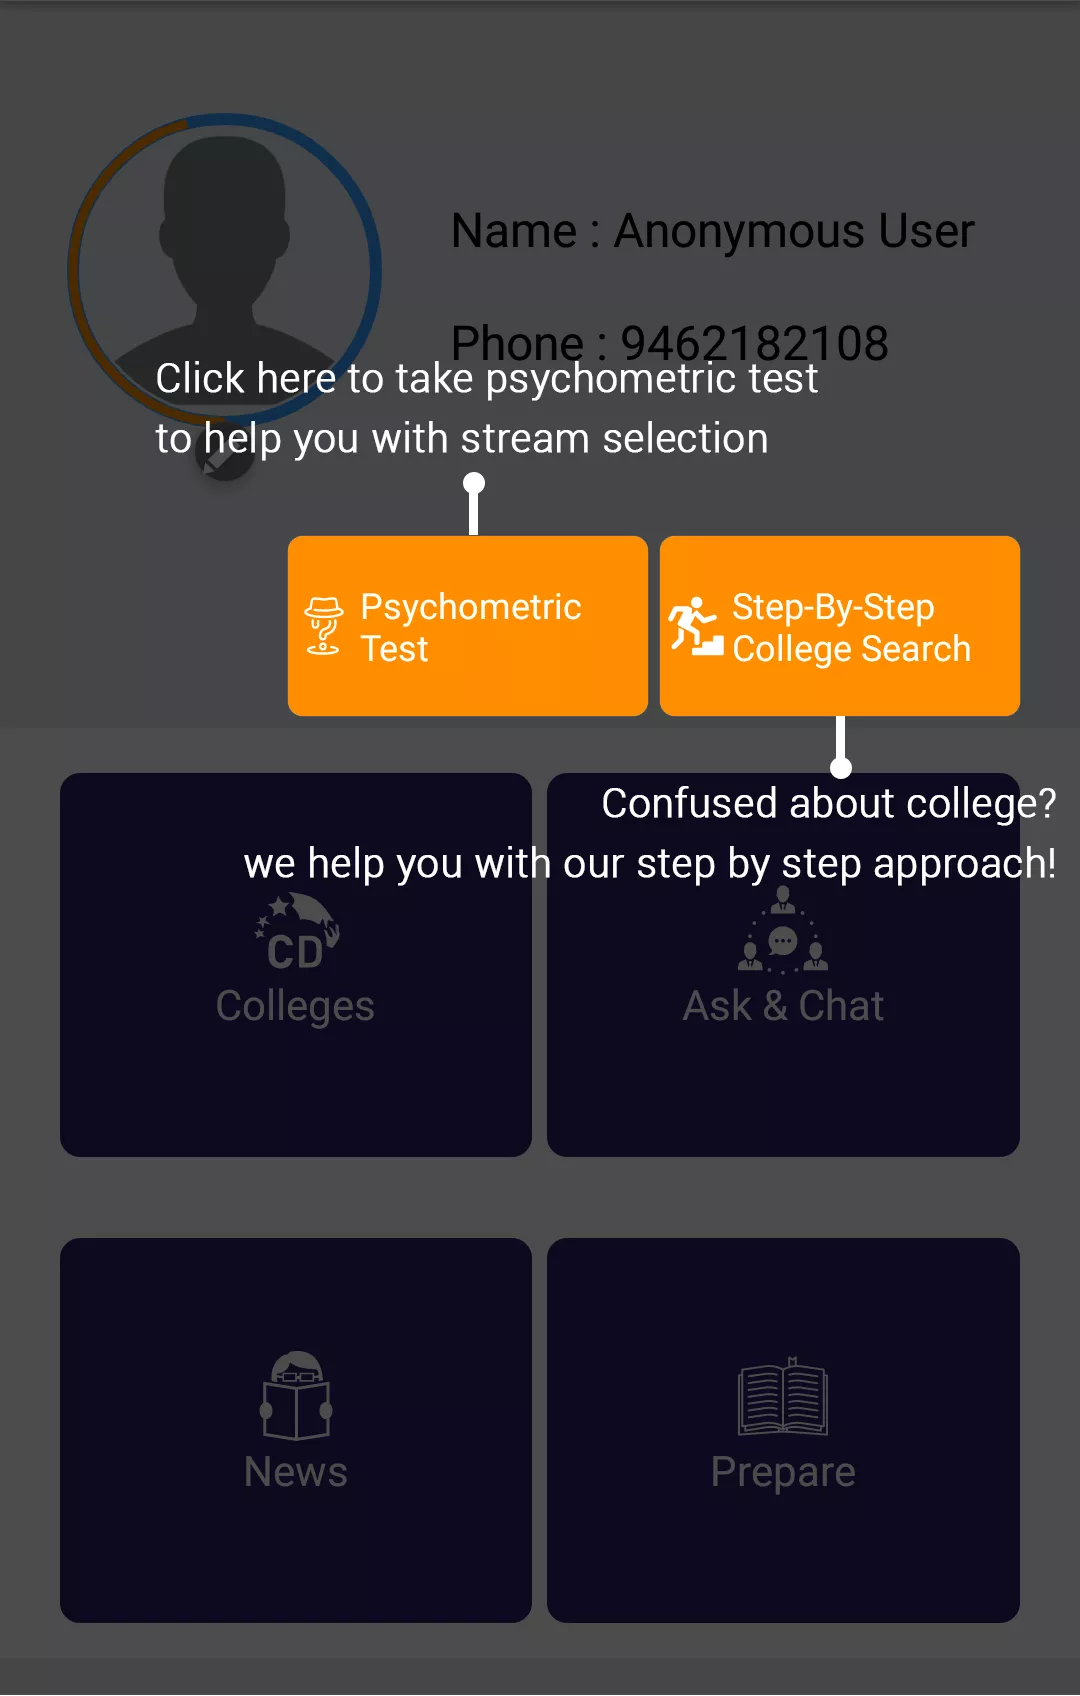 Name : Anonymous User
Phone : 9462182108
Click here to take psychometric test
to help you with stream selection
Psychometric
Test
Step-By-Step
College Search
Confused about college?
we help you with our step by step approach!
CD
Colleges
Ask & Chat
News
Prepare